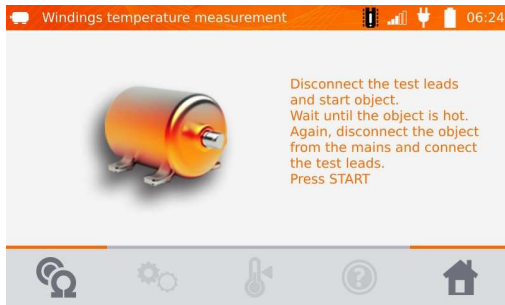 Windings temperature measurement
06:24
Disconnect the test leads
and start object.
Wait until the object is hot.
Again, disconnect the object
from the mains and connect
the test leads.
Press START
Ω
?